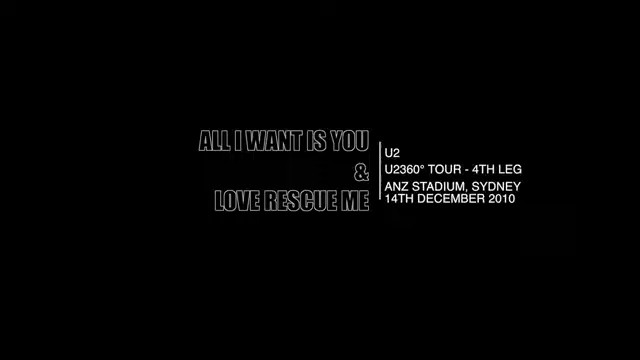 ALL I WANT IS YOU
&
LOVE RESCUE ME
U2
U2360° TOUR - 4TH LEG
ANZ STADIUM, SYDNEY
14TH DECEMBER 2010